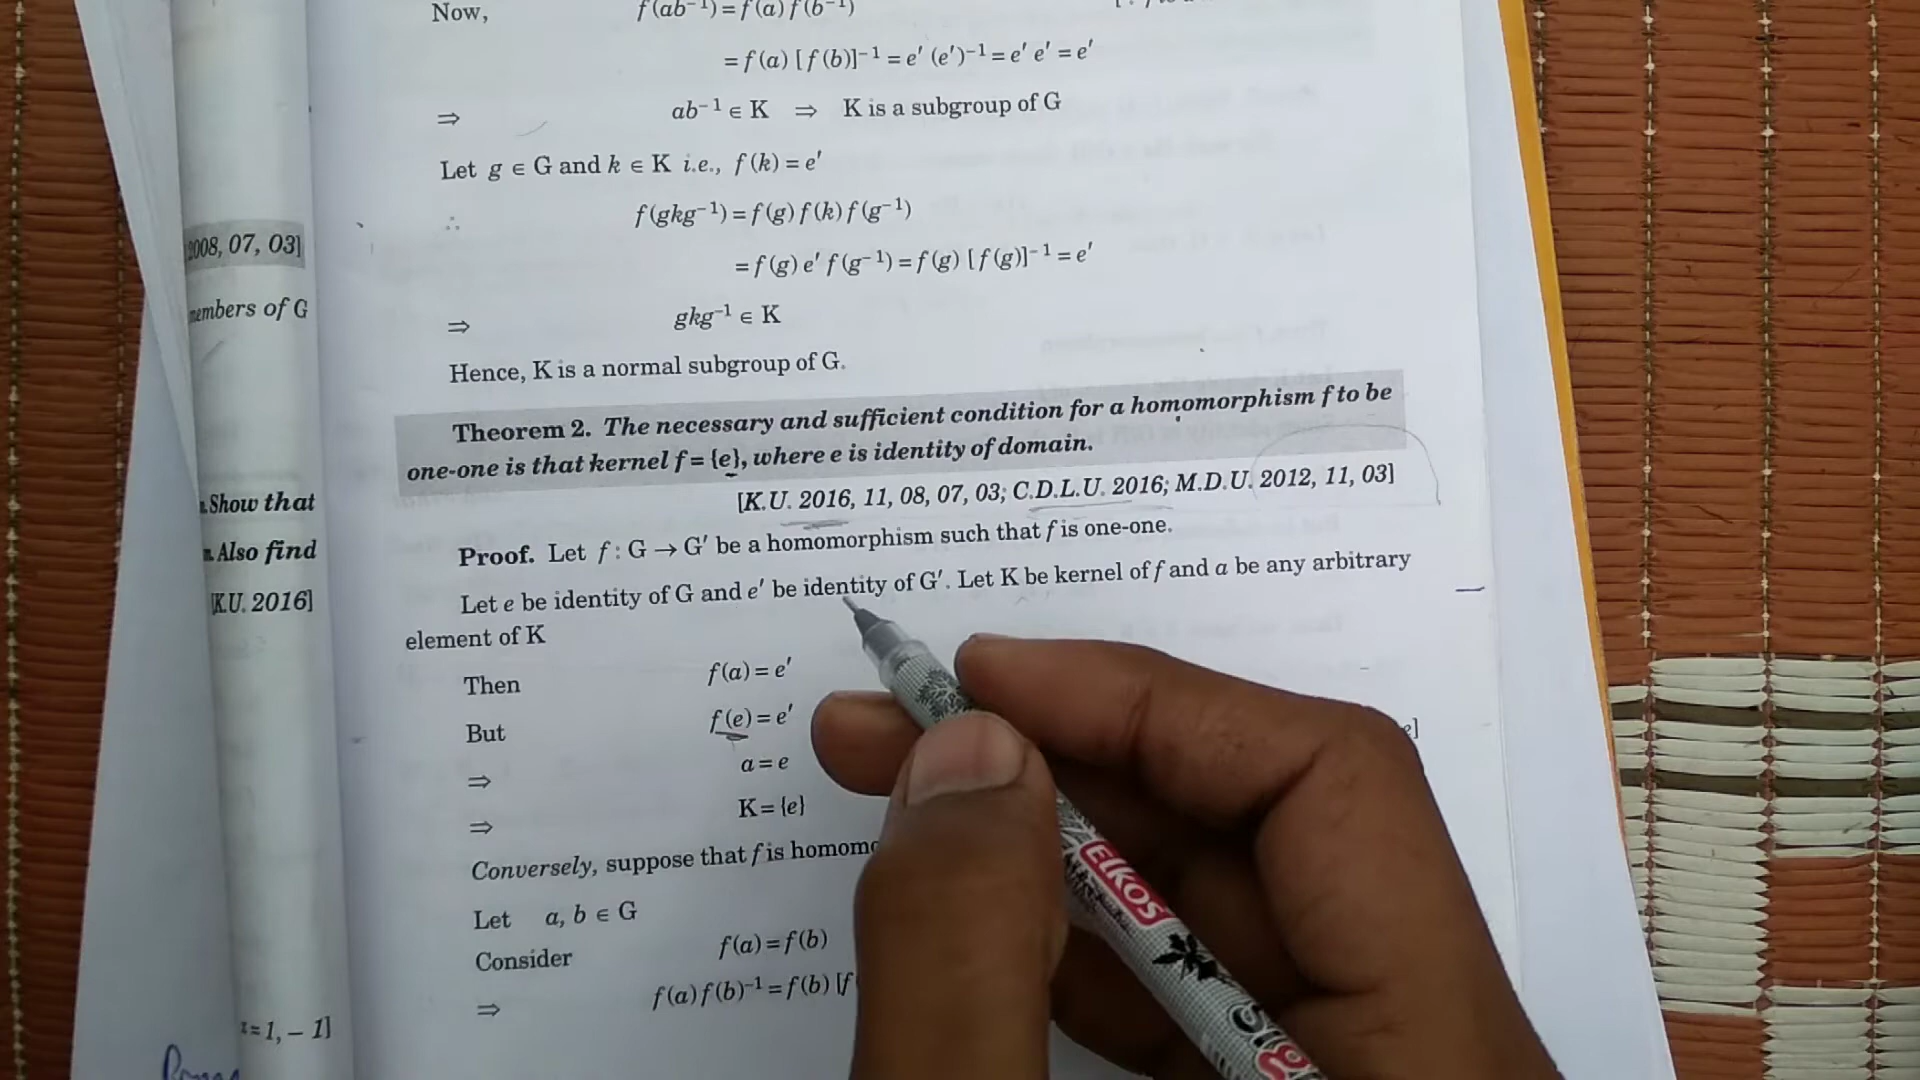 008, 07, 03]
members of G
Show that
Also find
[K.U. 2016]
x = 1, – 1]
Now, f(ab⁻¹) = f(a) f(b⁻¹)
= f(a) [f(b)]⁻¹ = e′ (e′)⁻¹ = e′ e′ = e′
⇒ ab⁻¹ ∈ K ⇒ K is a subgroup of G
Let g ∈ G and k ∈ K i.e., f(k) = e′
∴ f(gkg⁻¹) = f(g) f(k) f(g⁻¹)
= f(g) e′ f(g⁻¹) = f(g) [f(g)]⁻¹ = e′
⇒ gkg⁻¹ ∈ K
Hence, K is a normal subgroup of G.
Theorem 2. The necessary and sufficient condition for a homomorphism f to be
one-one is that kernel f = {e}, where e is identity of domain.
[K.U. 2016, 11, 08, 07, 03; C.D.L.U. 2016; M.D.U. 2012, 11, 03]
Proof. Let f : G → G′ be a homomorphism such that f is one-one.
Let e be identity of G and e′ be identity of G′. Let K be kernel of f and a be any arbitrary
element of K
Then f(a) = e′
But f(e) = e′ e]
⇒ a = e
⇒ K = {e}
Conversely, suppose that f is homomo
Let a, b ∈ G
Consider f(a) = f(b)
⇒ f(a) f(b)⁻¹ = f(b) [f
Elkos